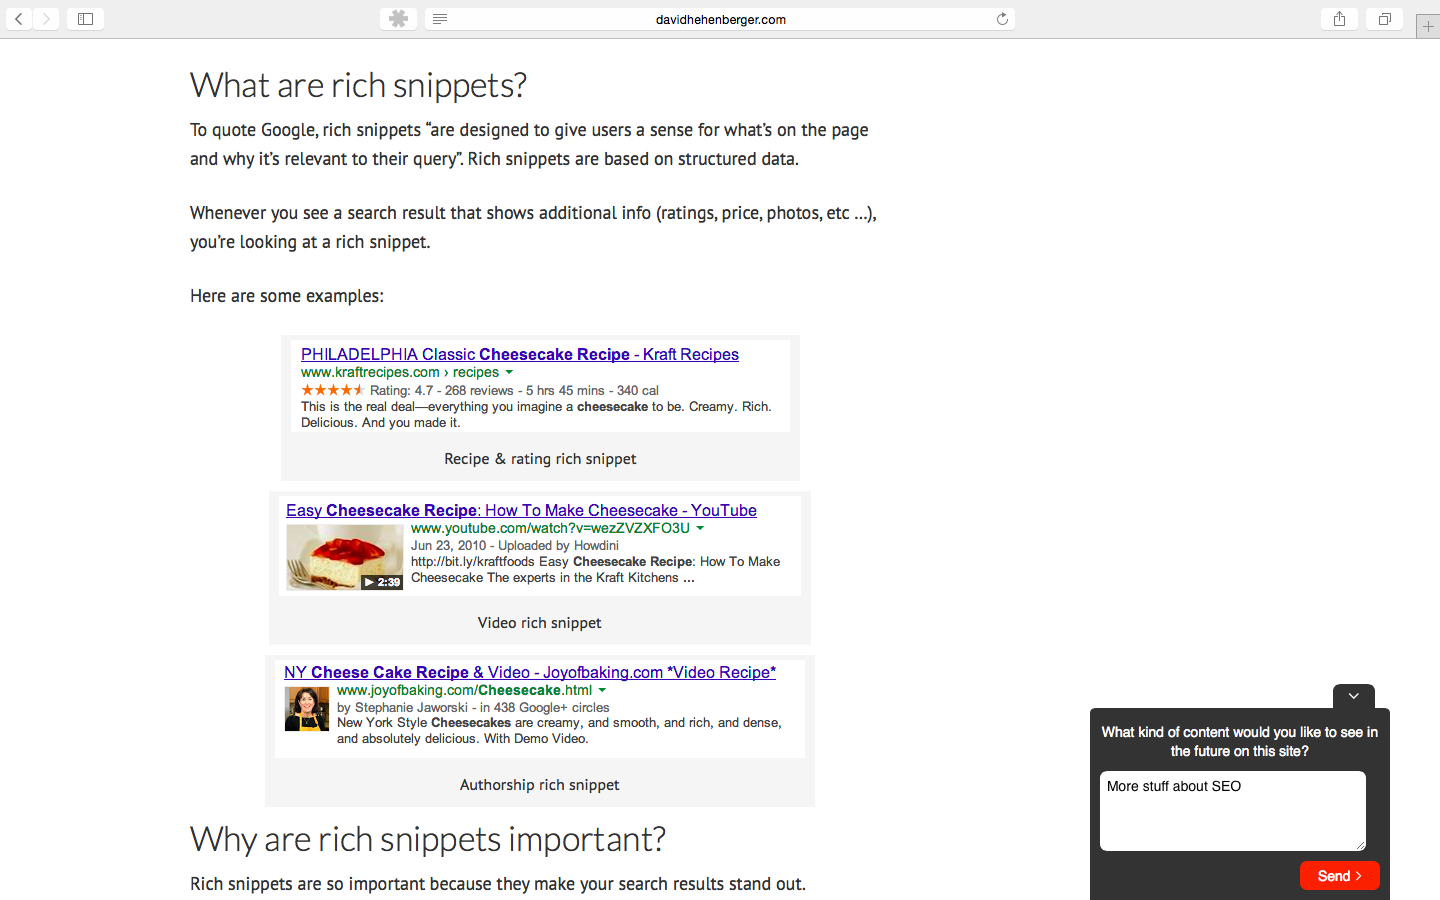 davidhehenberger.com
What are rich snippets?
To quote Google, rich snippets “are designed to give users a sense for what’s on the page
and why it’s relevant to their query”. Rich snippets are based on structured data.
Whenever you see a search result that shows additional info (ratings, price, photos, etc …),
you’re looking at a rich snippet.
Here are some examples:
PHILADELPHIA Classic Cheesecake Recipe - Kraft Recipes
www.kraftrecipes.com › recipes
Rating: 4.7 - 268 reviews - 5 hrs 45 mins - 340 cal
This is the real deal—everything you imagine a cheesecake to be. Creamy. Rich.
Delicious. And you made it.
Recipe & rating rich snippet
Easy Cheesecake Recipe: How To Make Cheesecake - YouTube
www.youtube.com/watch?v=wezZVZXFO3U
Jun 23, 2010 - Uploaded by Howdini
http://bit.ly/kraftfoods Easy Cheesecake Recipe: How To Make
Cheesecake The experts in the Kraft Kitchens ...
2:39
Video rich snippet
NY Cheese Cake Recipe & Video - Joyofbaking.com *Video Recipe*
www.joyofbaking.com/Cheesecake.html
by Stephanie Jaworski - in 438 Google+ circles
New York Style Cheesecakes are creamy, and smooth, and rich, and dense,
and absolutely delicious. With Demo Video.
Authorship rich snippet
Why are rich snippets important?
Rich snippets are so important because they make your search results stand out.
What kind of content would you like to see in
the future on this site?
More stuff about SEO
Send >